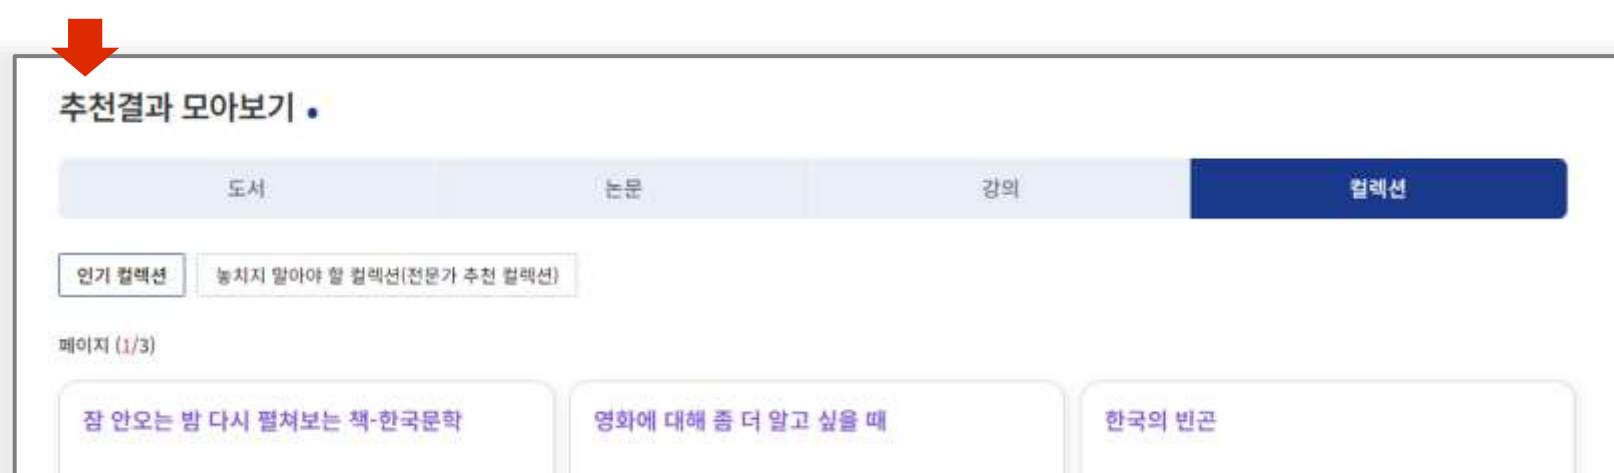 추천결과 모아보기
도서 논문 강의 컬렉션
인기 컬렉션 놓치지 말아야 할 컬렉션(전문가 추천 컬렉션)
페이지 (1/3)
잠 안오는 밤 다시 펼쳐보는 책-한국문학 영화에 대해 좀 더 알고 싶을 때 한국의 빈곤